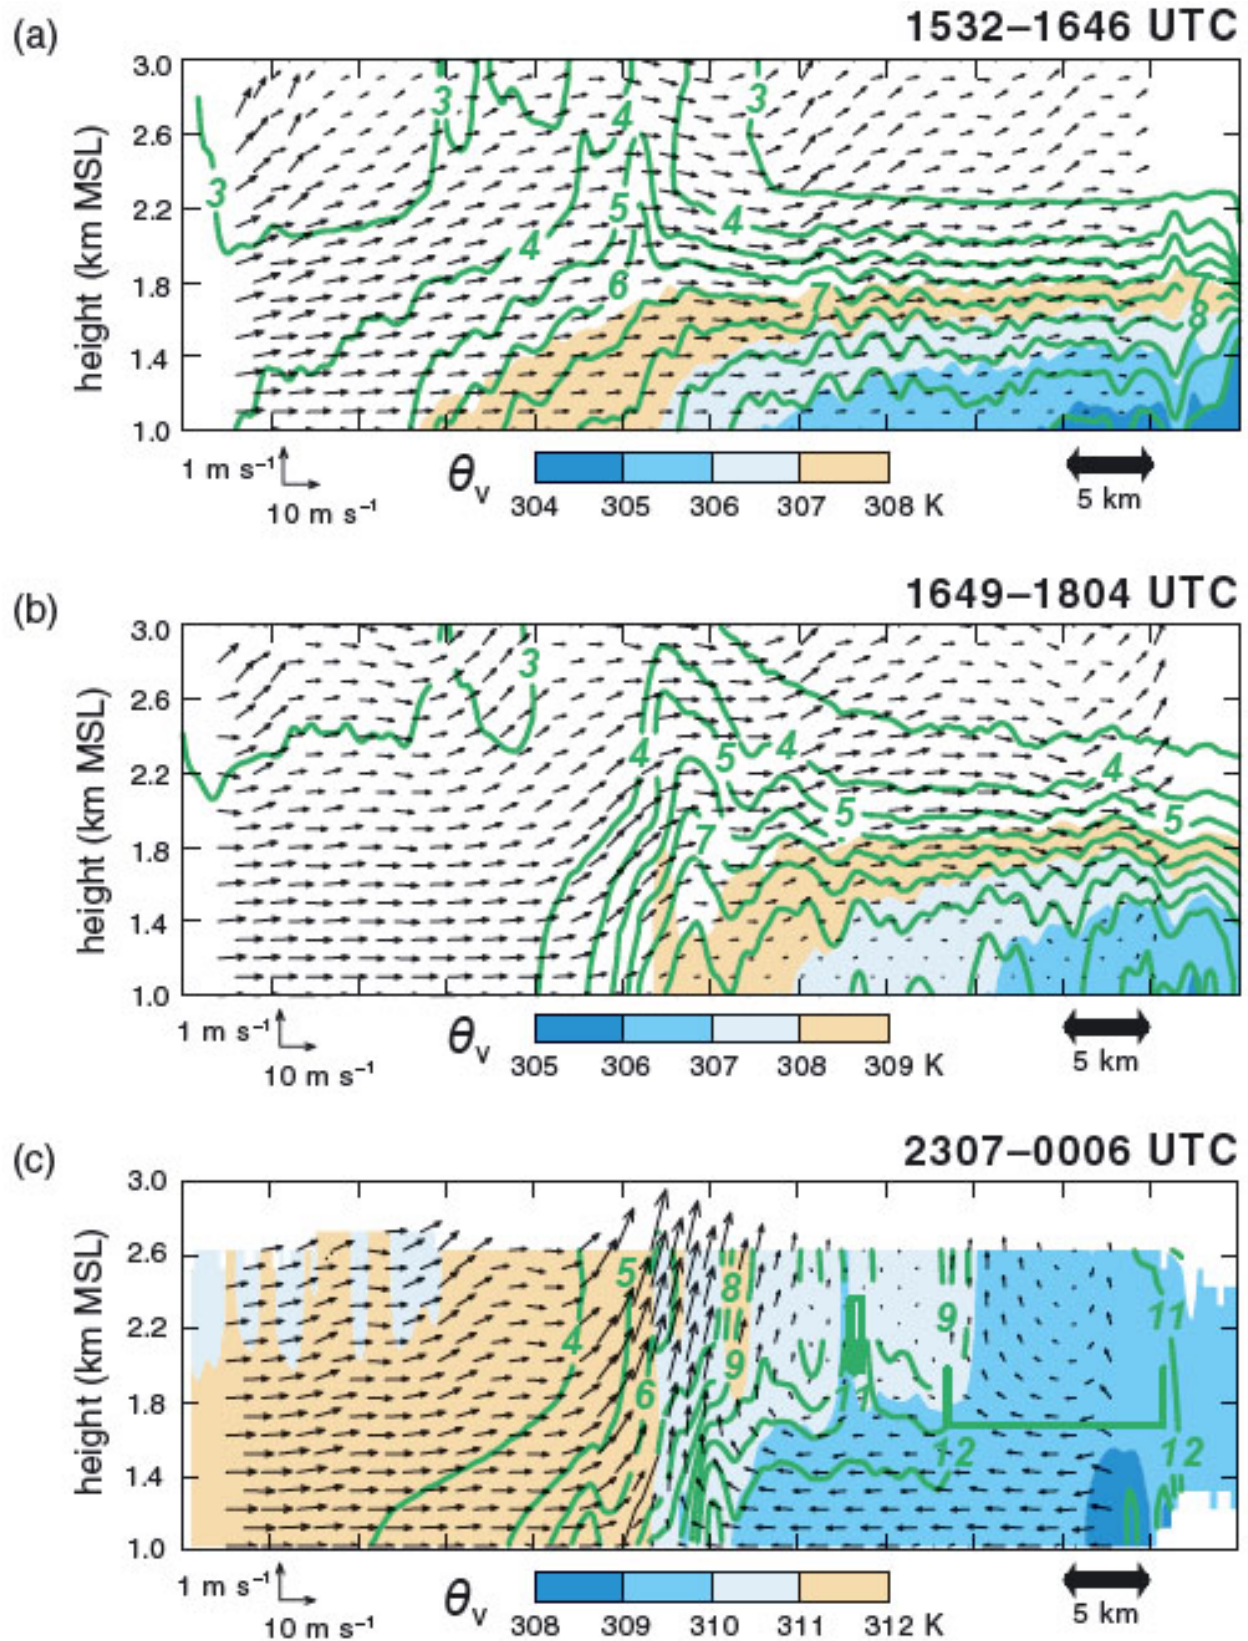 (a)
1532–1646 UTC
3.0
2.6
2.2
1.8
1.4
1.0
height (km MSL)
3
3
4
3
5
4
4
6
7
7
8
1 m s⁻¹
10 m s⁻¹
θv
304 305 306 307 308 K
5 km
(b)
1649–1804 UTC
3.0
2.6
2.2
1.8
1.4
1.0
height (km MSL)
3
4
5
4
4
5
5
7
1 m s⁻¹
10 m s⁻¹
θv
305 306 307 308 309 K
5 km
(c)
2307–0006 UTC
3.0
2.6
2.2
1.8
1.4
1.0
height (km MSL)
5
8
4
9
11
9
6
11
12
12
1 m s⁻¹
10 m s⁻¹
θv
308 309 310 311 312 K
5 km